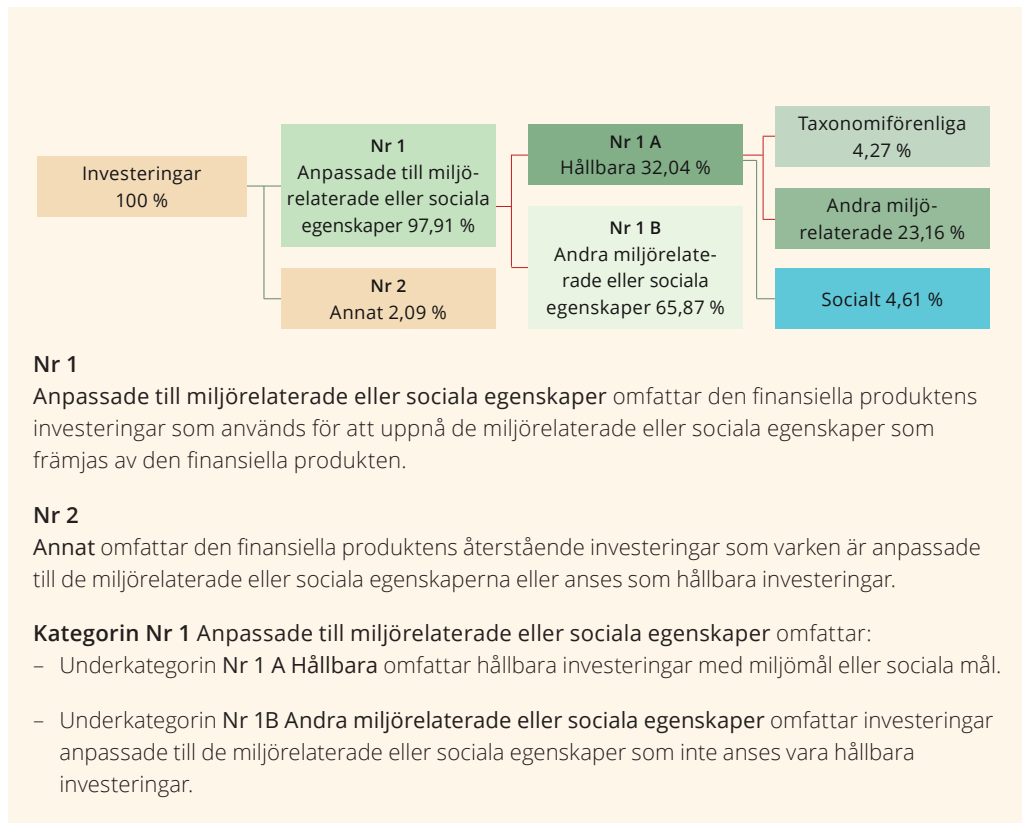 Investeringar
100 %
Nr 1
Anpassade till miljö-
relaterade eller sociala
egenskaper 97,91 %
Nr 2
Annat 2,09 %
Nr 1 A
Hållbara 32,04 %
Nr 1 B
Andra miljörelate-
rade eller sociala
egenskaper 65,87 %
Taxonomiförenliga
4,27 %
Andra miljö-
relaterade 23,16 %
Socialt 4,61 %
Nr 1
Anpassade till miljörelaterade eller sociala egenskaper omfattar den finansiella produktens
investeringar som används för att uppnå de miljörelaterade eller sociala egenskaper som
främjas av den finansiella produkten.
Nr 2
Annat omfattar den finansiella produktens återstående investeringar som varken är anpassade
till de miljörelaterade eller sociala egenskaperna eller anses som hållbara investeringar.
Kategorin Nr 1 Anpassade till miljörelaterade eller sociala egenskaper omfattar:
– Underkategorin Nr 1 A Hållbara omfattar hållbara investeringar med miljömål eller sociala mål.
– Underkategorin Nr 1B Andra miljörelaterade eller sociala egenskaper omfattar investeringar
anpassade till de miljörelaterade eller sociala egenskaper som inte anses vara hållbara
investeringar.